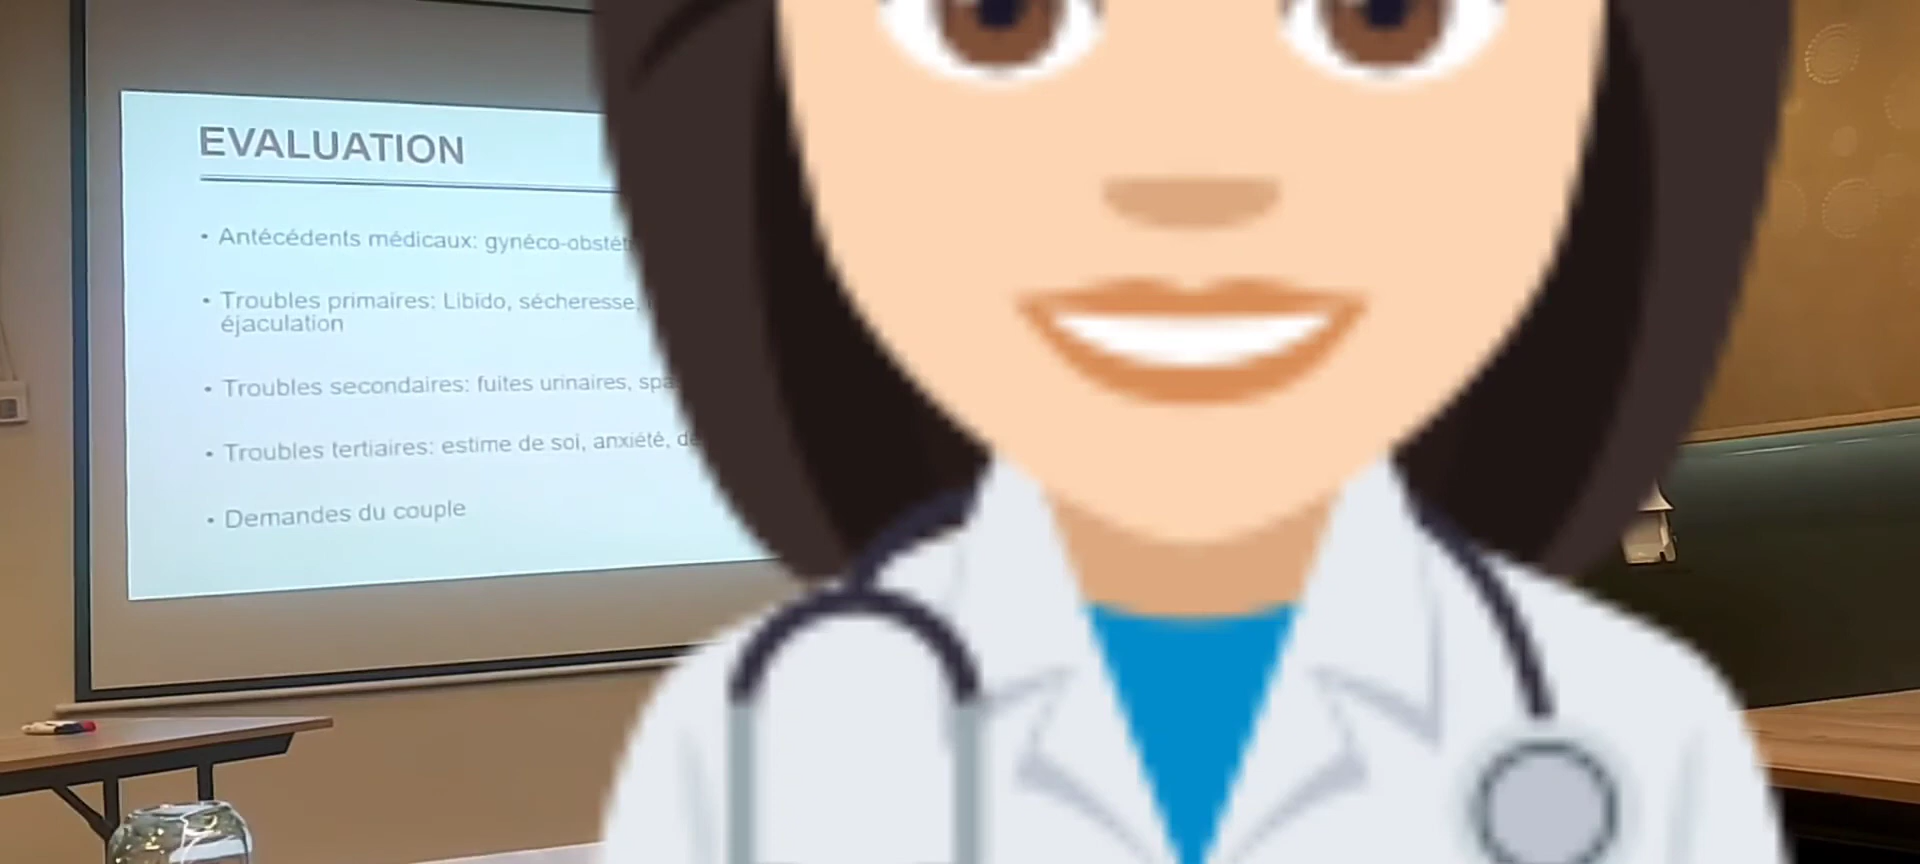 EVALUATION
• Antécédents médicaux: gynéco-obstét
• Troubles primaires: Libido, sécheresse,
éjaculation
• Troubles secondaires: fuites urinaires,
• Troubles tertiaires: estime de soi, anxiété,
• Demandes du couple